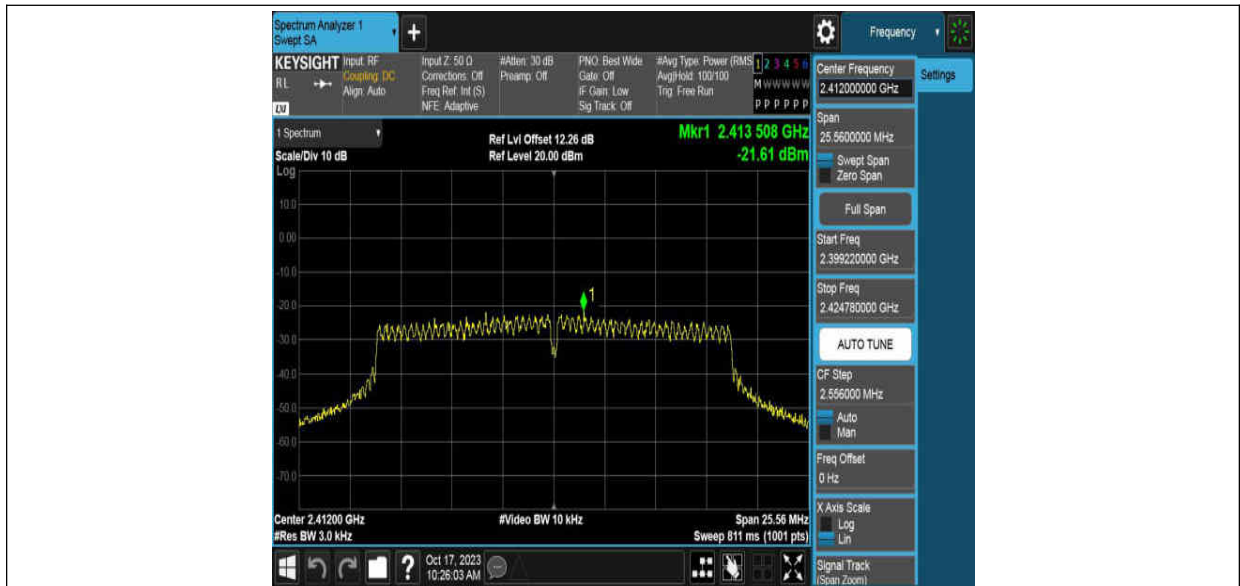 Spectrum Analyzer 1
Swept SA
+
Frequency
KEYSIGHT
RL
LXI
Input: RF
Coupling: DC
Align: Auto
Input Z: 50 Ω
Corrections: Off
Freq Ref: Int (S)
NFE: Adaptive
#Atten: 30 dB
Preamp: Off
PNO: Best Wide
Gate: Off
IF Gain: Low
Sig Track: Off
#Avg Type: Power (RMS
Avg|Hold: 100/100
Trig: Free Run
1 2 3 4 5 6
M W W W W W
P P P P P P
1 Spectrum
Scale/Div 10 dB
Log
Ref Lvl Offset 12.26 dB
Ref Level 20.00 dBm
Mkr1 2.413 508 GHz
-21.61 dBm
10.0
0.00
-10.0
-20.0
-30.0
-40.0
-50.0
-60.0
-70.0
1
Center 2.41200 GHz
#Res BW 3.0 kHz
#Video BW 10 kHz
Span 25.56 MHz
Sweep 811 ms (1001 pts)
?
Oct 17, 2023
10:26:03 AM
Center Frequency
2.412000000 GHz
Settings
Span
25.5600000 MHz
Swept Span
Zero Span
Full Span
Start Freq
2.399220000 GHz
Stop Freq
2.424780000 GHz
AUTO TUNE
CF Step
2.556000 MHz
Auto
Man
Freq Offset
0 Hz
X Axis Scale
Log
Lin
Signal Track
(Span Zoom)